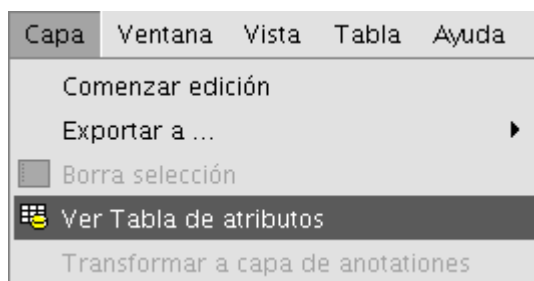 Capa Ventana Vista Tabla Ayuda
Comenzar edición
Exportar a ...
Borra selección
Ver Tabla de atributos
Transformar a capa de anotationes